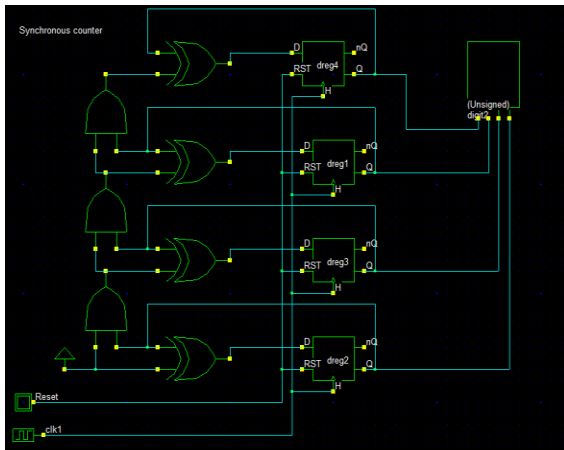 Synchronous counter
D
nQ
RST
dreg4
Q
H
(Unsigned)
digit2
D
nQ
RST
dreg1
Q
H
D
nQ
RST
dreg3
Q
H
D
nQ
RST
dreg2
Q
H
Reset
clk1